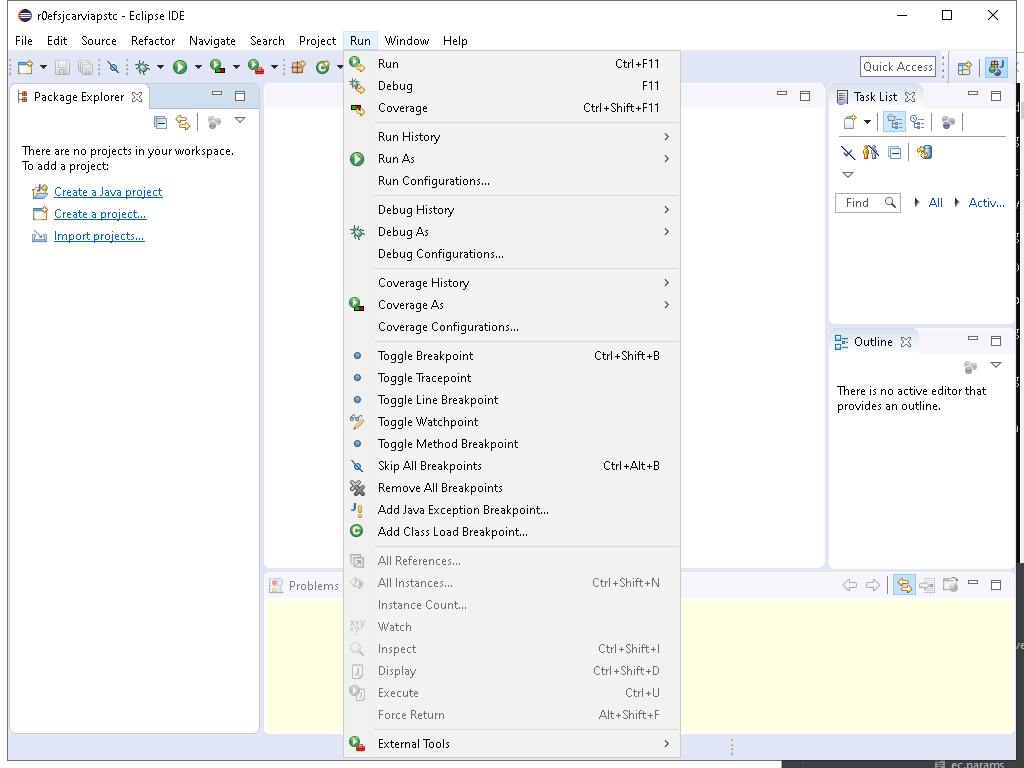 r0efsjcarviapstc - Eclipse IDE
File Edit Source Refactor Navigate Search Project Run Window Help
Quick Access
Package Explorer
There are no projects in your workspace.
To add a project:
Create a Java project
Create a project...
Import projects...
Run Ctrl+F11
Debug F11
Coverage Ctrl+Shift+F11
Run History
Run As
Run Configurations...
Debug History
Debug As
Debug Configurations...
Coverage History
Coverage As
Coverage Configurations...
Toggle Breakpoint Ctrl+Shift+B
Toggle Tracepoint
Toggle Line Breakpoint
Toggle Watchpoint
Toggle Method Breakpoint
Skip All Breakpoints Ctrl+Alt+B
Remove All Breakpoints
Add Java Exception Breakpoint...
Add Class Load Breakpoint...
All References...
All Instances... Ctrl+Shift+N
Instance Count...
Watch
Inspect Ctrl+Shift+I
Display Ctrl+Shift+D
Execute Ctrl+U
Force Return Alt+Shift+F
External Tools
Problems
Task List
Find All Activ...
Outline
There is no active editor that
provides an outline.
ec.params